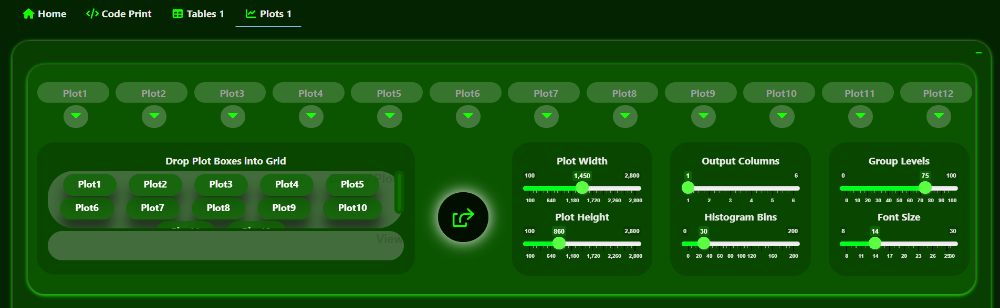 Home Code Print Tables 1 Plots 1
Plot1 Plot2 Plot3 Plot4 Plot5 Plot6 Plot7 Plot8 Plot9 Plot10 Plot11 Plot12
Drop Plot Boxes into Grid
Plot1 Plot2 Plot3 Plot4 Plot5
Plot6 Plot7 Plot8 Plot9 Plot10
View
Plot Width
100 1,450 2,800
100 640 1,180 1,720 2,260 2,800
Plot Height
100 860 2,800
100 640 1,180 1,720 2,260 2,800
Output Columns
1 6
1 2 3 4 5 6
Histogram Bins
0 30 200
0 20 40 60 80 100 120 160 200
Group Levels
0 75 100
0 10 20 30 40 50 60 70 80 90 100
Font Size
8 14 30
8 11 14 17 20 23 26 29 30